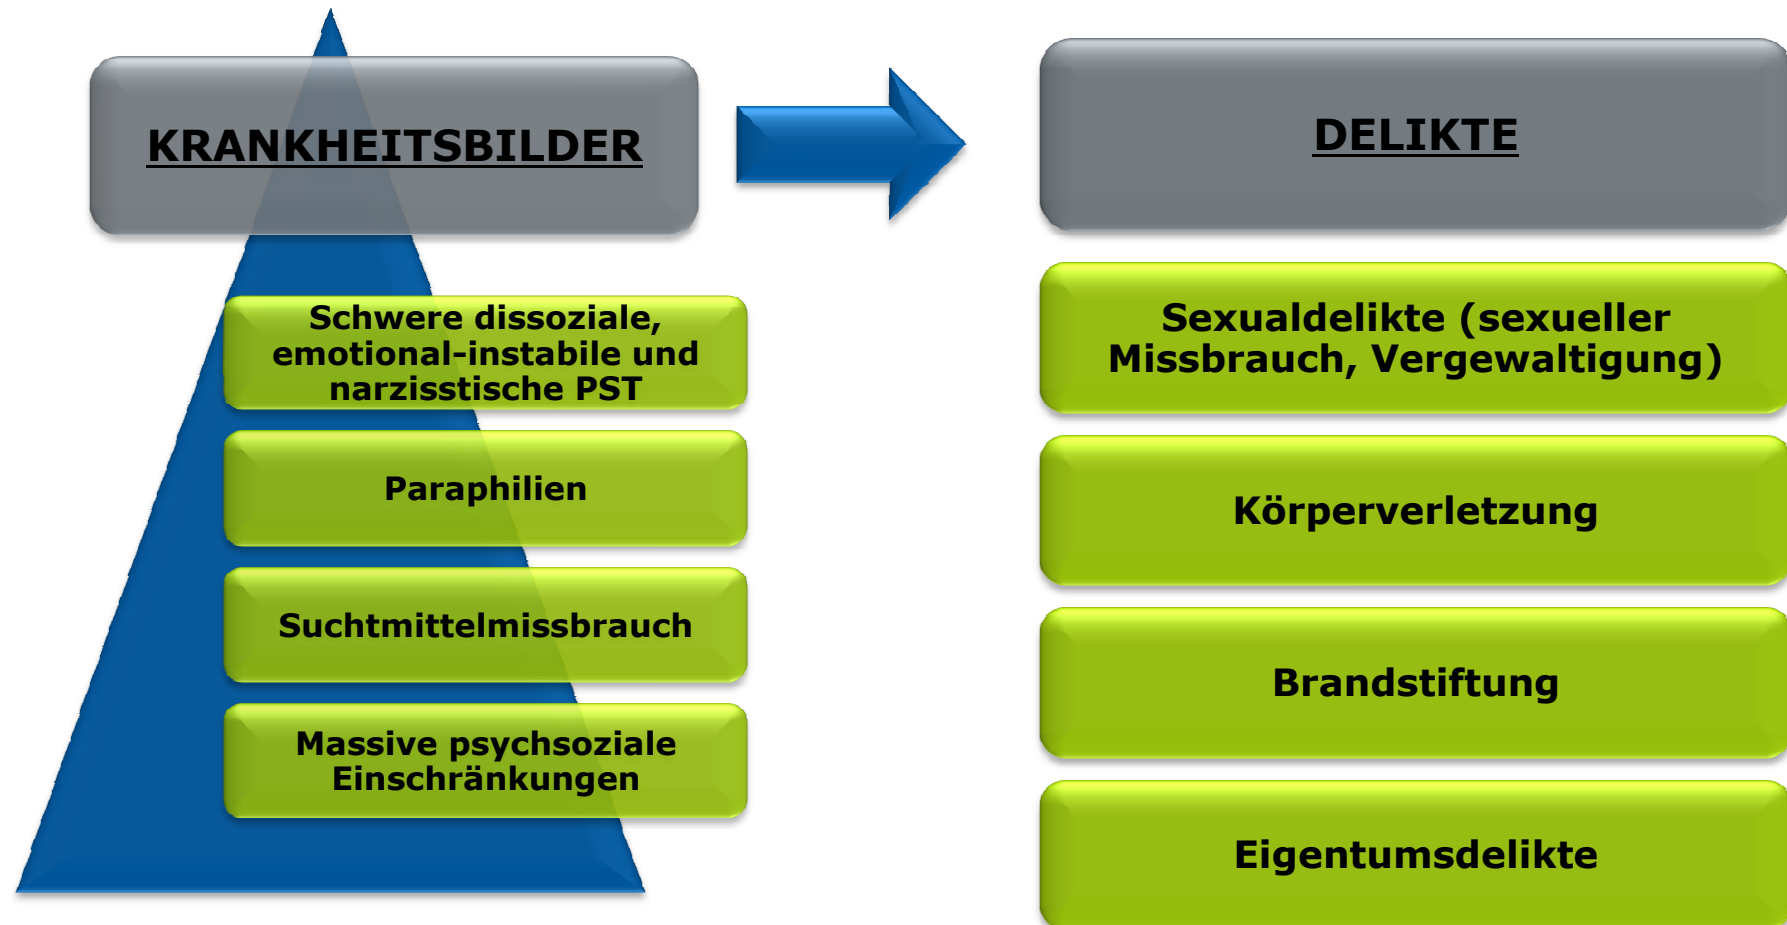 KRANKHEITSBILDER
Schwere dissoziale,
emotional-instabile und
narzisstische PST
Paraphilien
Suchtmittelmissbrauch
Massive psychsoziale
Einschränkungen
DELIKTE
Sexualdelikte (sexueller
Missbrauch, Vergewaltigung)
Körperverletzung
Brandstiftung
Eigentumsdelikte